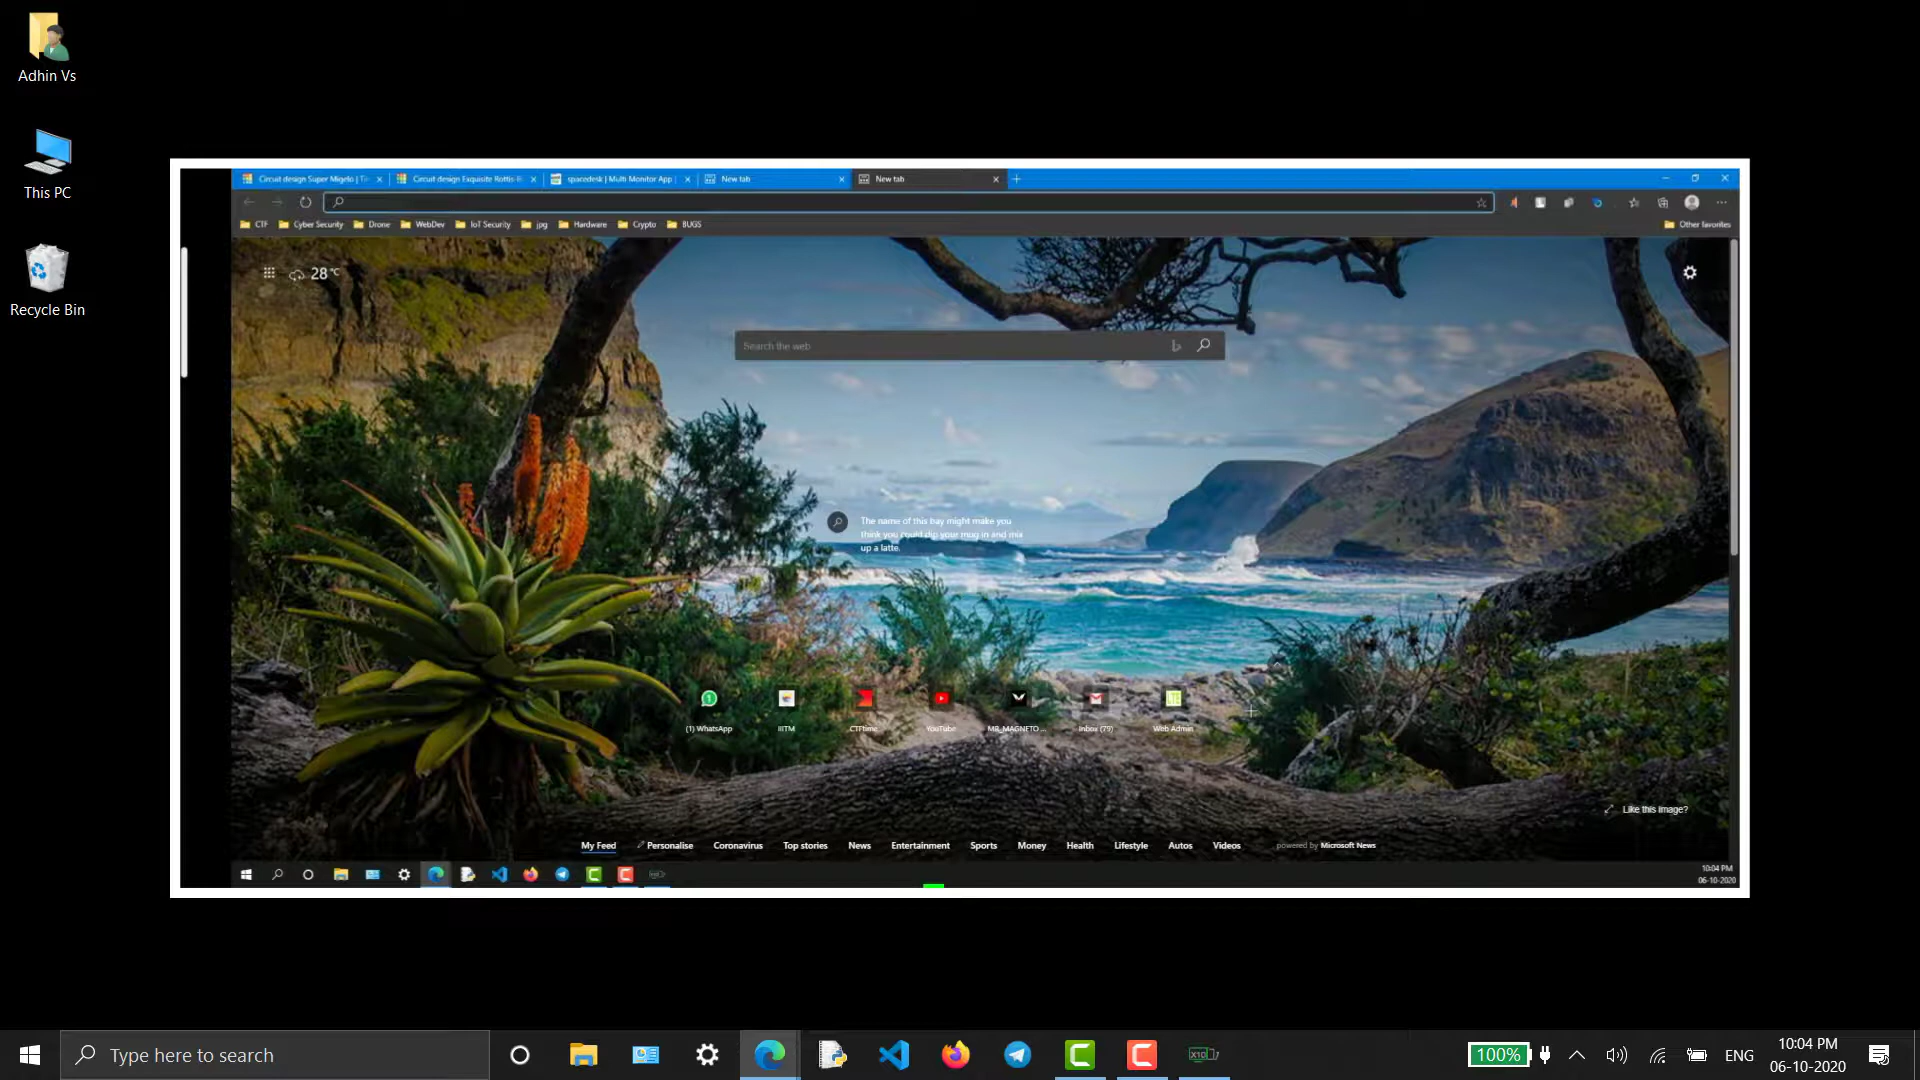 Adhin Vs
This PC
Recycle Bin
Circuit design Super Migelo | Ti
Circuit design Exquisite Rottis-B
spacedesk | Multi Monitor App |
New tab
New tab
CTF
Cyber Security
Drone
WebDev
IoT Security
jpg
Hardware
Crypto
BUGS
Other favorites
28°C
Search the web
The name of this bay might make you
think you could dip your mug in and mix
up a latte.
(1) WhatsApp
IIITM
CTFtime
YouTube
MR_MAGNETO ...
Inbox (79)
Web Admin
Like this image?
My Feed
Personalise
Coronavirus
Top stories
News
Entertainment
Sports
Money
Health
Lifestyle
Autos
Videos
powered by Microsoft News
10:04 PM
06-10-2020
Type here to search
100%
ENG
10:04 PM
06-10-2020